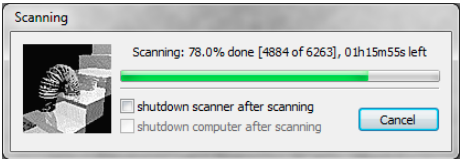 Scanning
Scanning: 78.0% done [4884 of 6263], 01h15m55s left
shutdown scanner after scanning
shutdown computer after scanning
Cancel